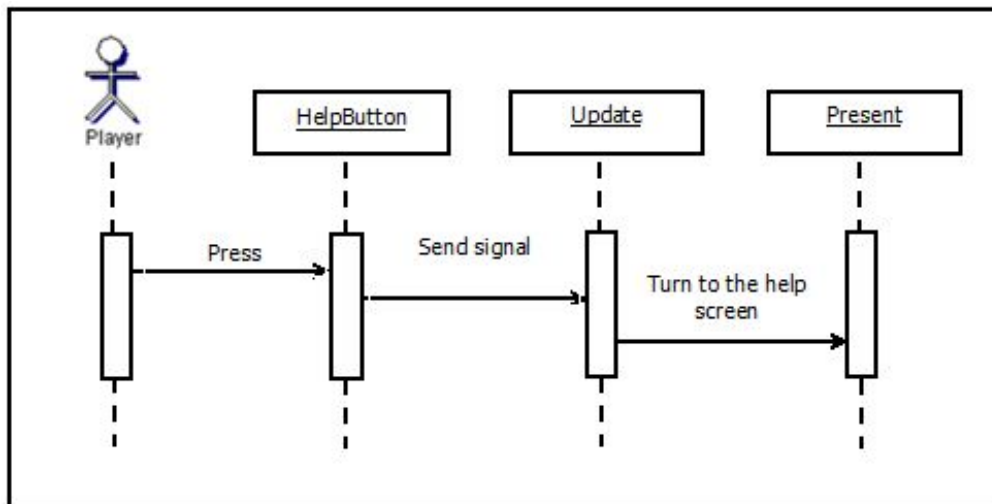 Player
HelpButton
Update
Present
Press
Send signal
Turn to the help
screen